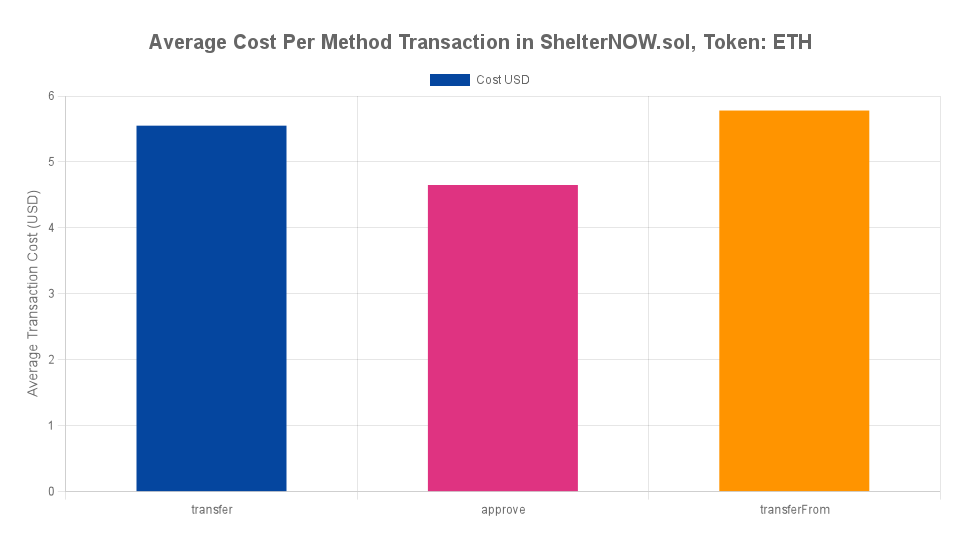 Average Cost Per Method Transaction in ShelterNOW.sol, Token: ETH
Cost USD
Average Transaction Cost (USD)
6
5
4
3
2
1
0
transfer
approve
transferFrom